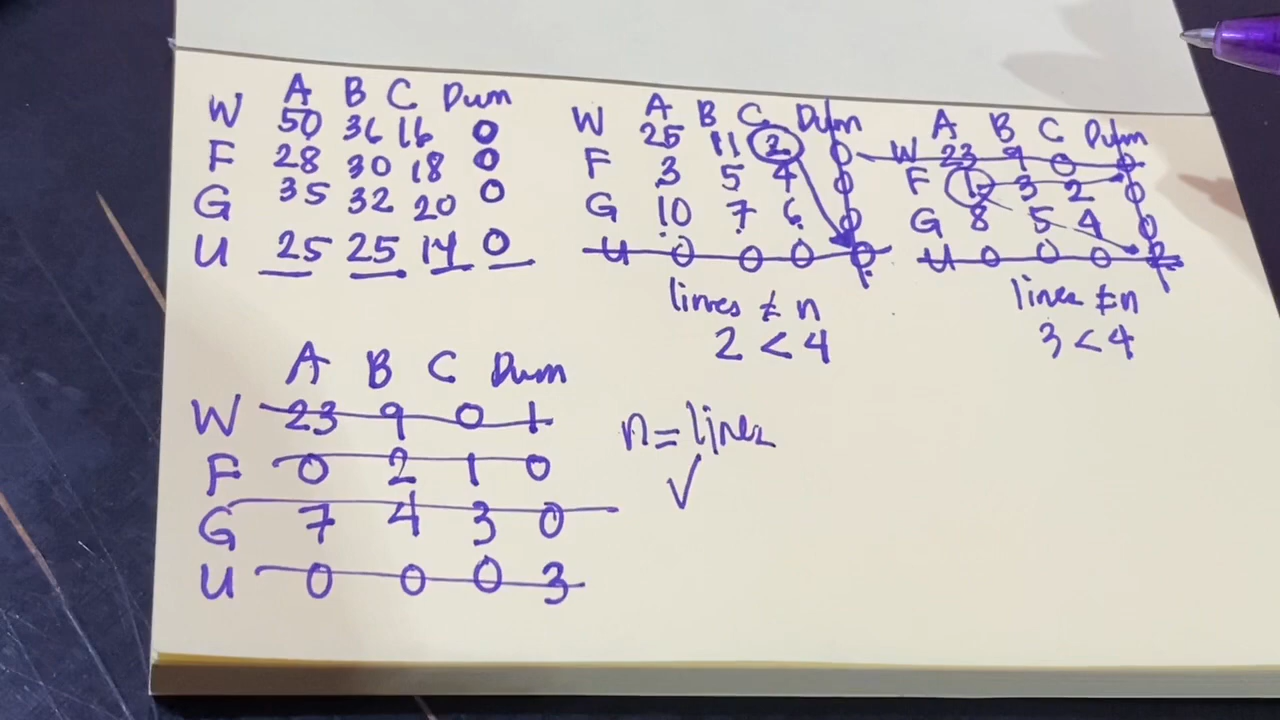 A B C Dum
W 50 36 16 0
F 28 30 18 0
G 35 32 20 0
U 25 25 14 0
A B C Dum
W 25 11 2 0
F 3 5 4 0
G 10 7 6 0
U 0 0 0 0
lines ≠ n
2 < 4
A B C Dum
W 23 9 0 0
F 1 3 2 0
G 8 5 4 0
U 0 0 0
lines ≠ n
3 < 4
A B C Dum
W 23 9 0 1
F 0 2 1 0
G 7 4 3 0
U 0 0 0 3
n = lines
✓